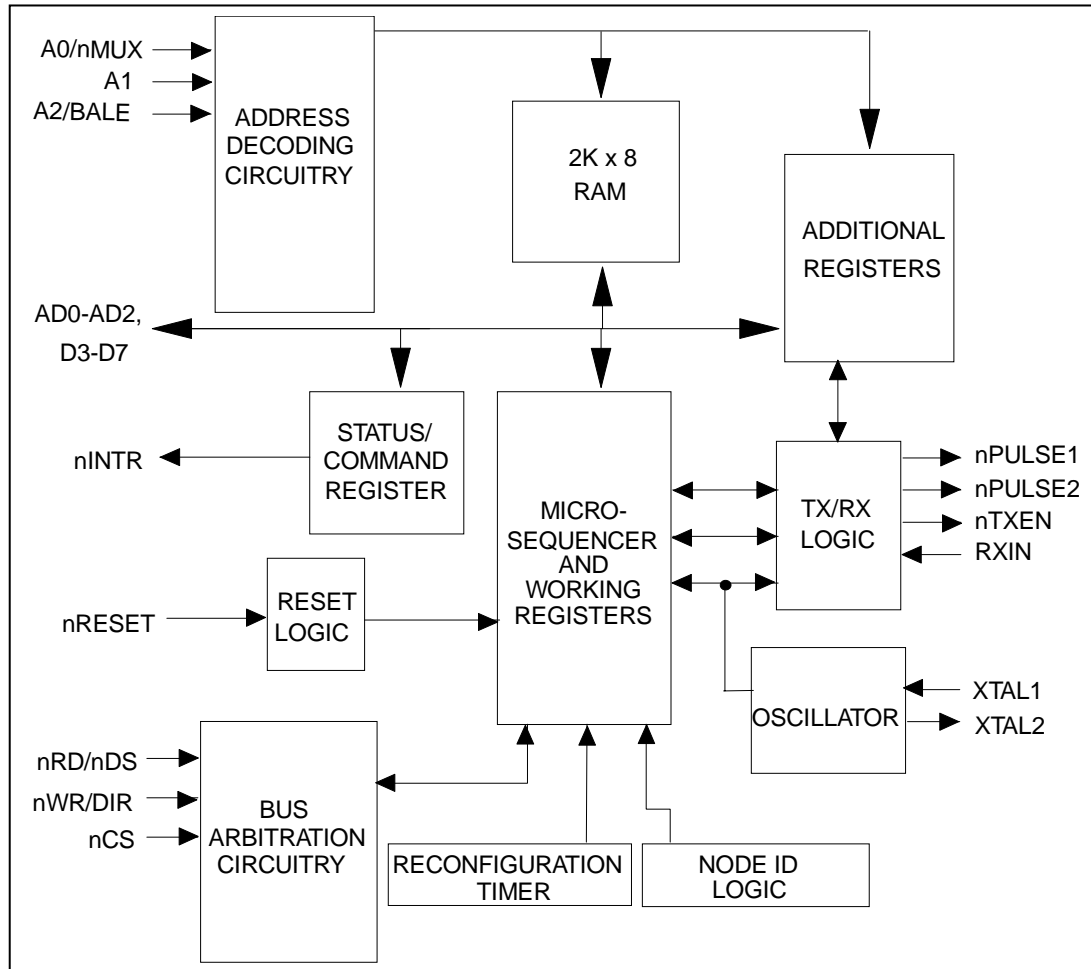 A0/nMUX
A1
A2/BALE
ADDRESS
DECODING
CIRCUITRY
2K x 8
RAM
ADDITIONAL
REGISTERS
AD0-AD2,
D3-D7
nINTR
STATUS/
COMMAND
REGISTER
MICRO-
SEQUENCER
AND
WORKING
REGISTERS
TX/RX
LOGIC
nPULSE1
nPULSE2
nTXEN
RXIN
nRESET
RESET
LOGIC
OSCILLATOR
XTAL1
XTAL2
nRD/nDS
nWR/DIR
nCS
BUS
ARBITRATION
CIRCUITRY
RECONFIGURATION
TIMER
NODE ID
LOGIC